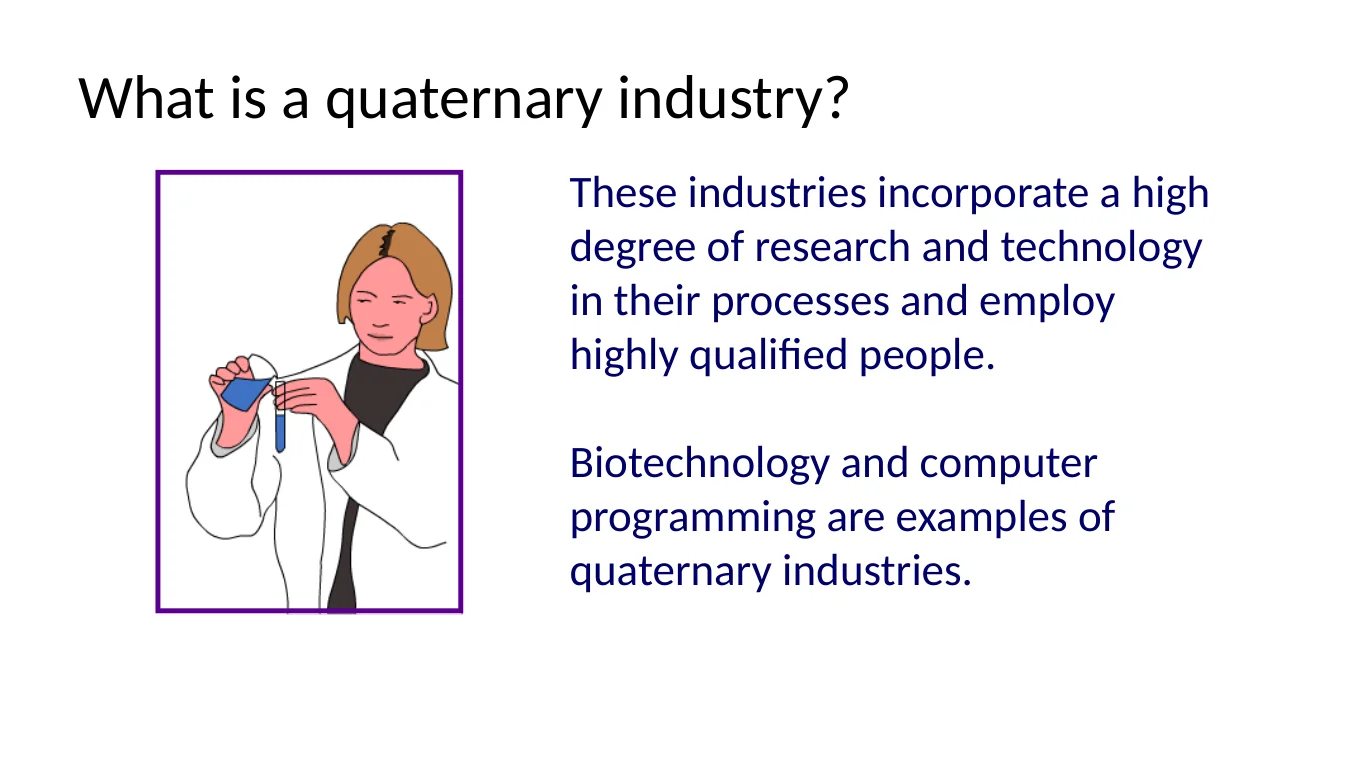 What is a quaternary industry?
These industries incorporate a high
degree of research and technology
in their processes and employ
highly qualified people.
Biotechnology and computer
programming are examples of
quaternary industries.